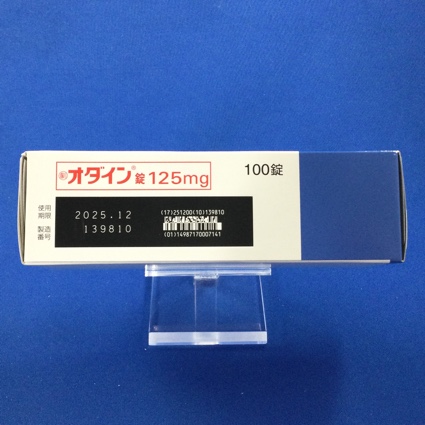 劇 オダイン®錠125mg
100錠
使用
期限 2025.12
製造
番号 139810
(17)251200(10)139810
(01)14987170007141